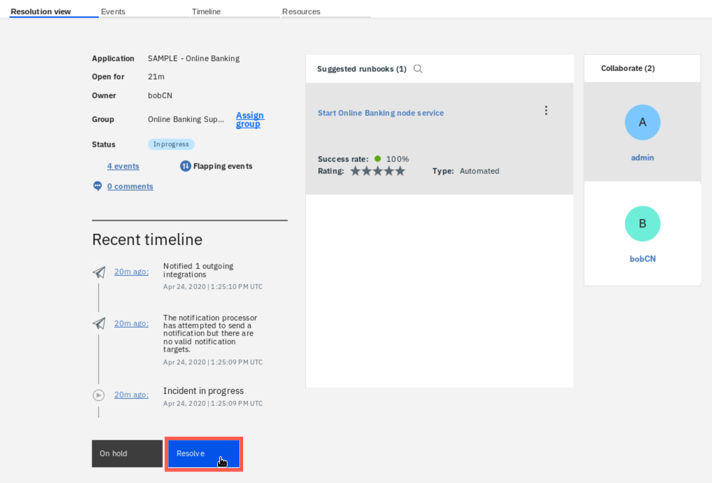 Resolution view Events Timeline Resources
Application SAMPLE - Online Banking
Open for 21m
Owner bobCN
Group Online Banking Sup... Assign group
Status In progress
4 events Flapping events
0 comments
Recent timeline
20m ago: Notified 1 outgoing
integrations
Apr 24, 2020 | 1:25:10 PM UTC
20m ago: The notification processor
has attempted to send a
notification but there are
no valid notification
targets.
Apr 24, 2020 | 1:25:09 PM UTC
20m ago: Incident in progress
Apr 24, 2020 | 1:25:09 PM UTC
On hold Resolve
Suggested runbooks (1)
Start Online Banking node service
Success rate: 100%
Rating: Type: Automated
Collaborate (2)
A
admin
B
bobCN